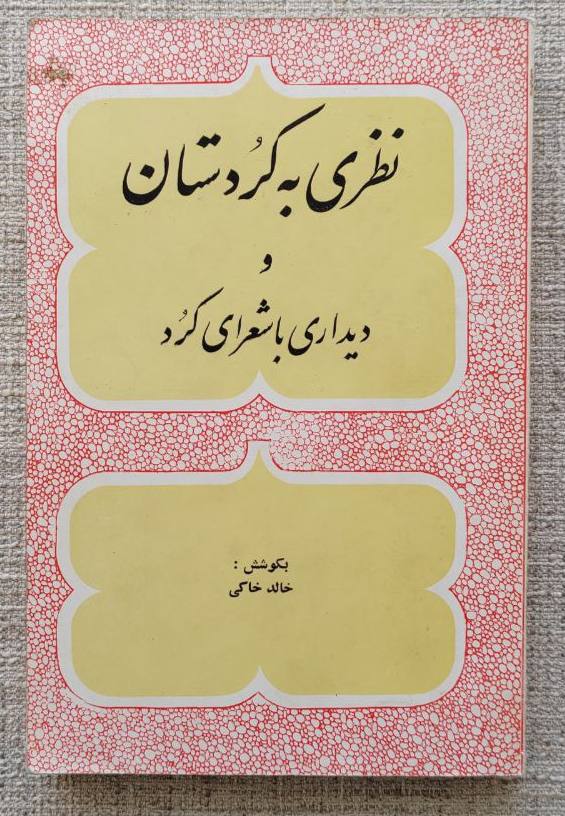 نظری به کُردستان
و
دیداری با شعرای کُرد
بکوشش :
خالد خاکی